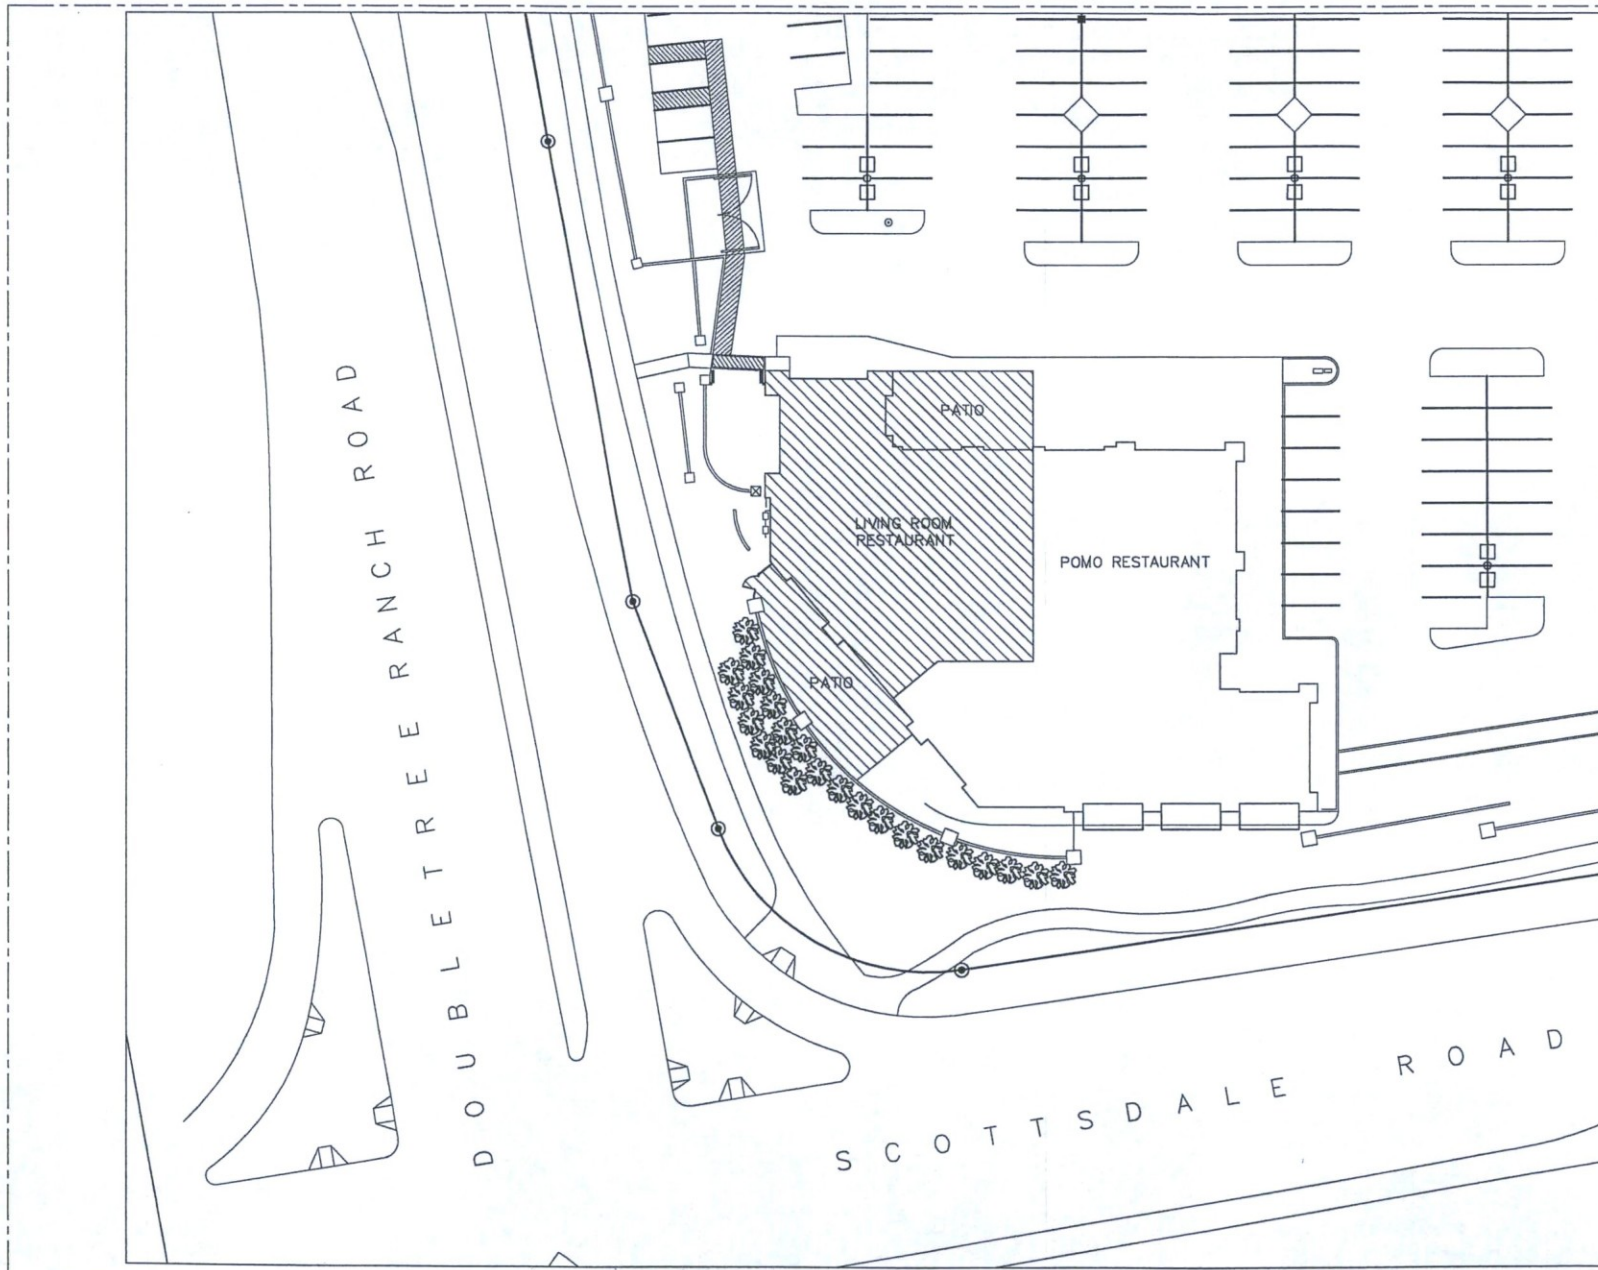 PATIO
LIVING ROOM
RESTAURANT
POMO RESTAURANT
PATIO
DOUBLETREE RANCH ROAD
SCOTTSDALE ROAD